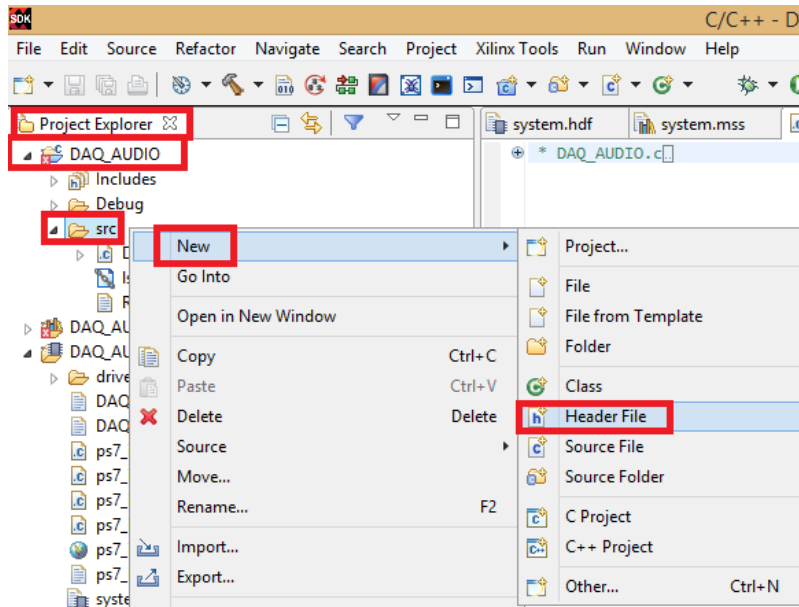 SDK
C/C++ - D
File Edit Source Refactor Navigate Search Project Xilinx Tools Run Window Help
Project Explorer
system.hdf system.mss
DAQ_AUDIO
* DAQ_AUDIO.c
Includes
Debug
src
New
Project...
Go Into
File
Open in New Window
File from Template
DAQ_AU
Folder
DAQ_AU
Copy Ctrl+C
drive
Paste Ctrl+V
Class
DAQ
Delete Delete
Header File
DAQ
Source
Source File
ps7_
Move...
Source Folder
ps7_
Rename... F2
C Project
ps7_
ps7_
Import...
C++ Project
ps7_
Export...
Other... Ctrl+N
syste